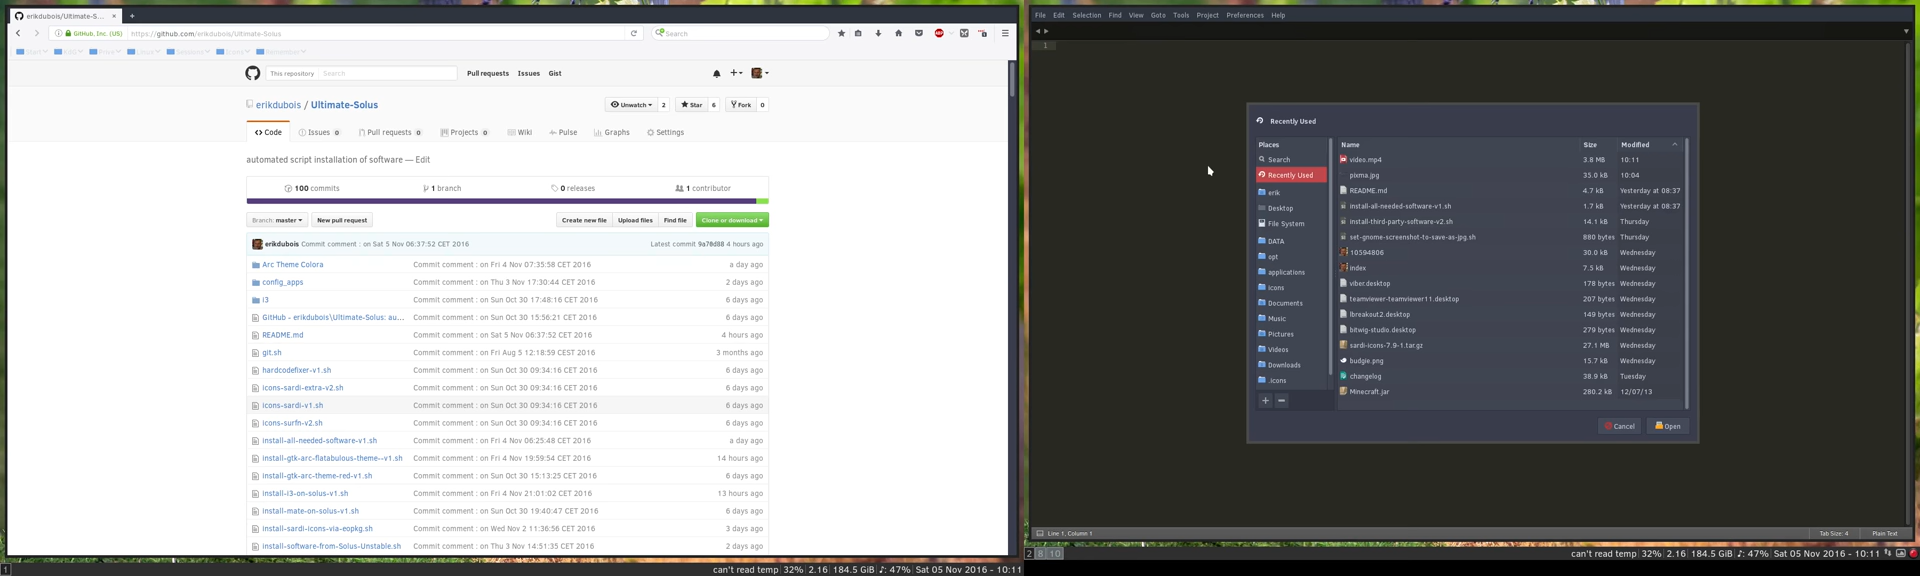 erikdubois/Ultimate-S...
GitHub, Inc. (US)
https://github.com/erikdubois/Ultimate-Solus
Search
This repository
Search
Pull requests
Issues
Gist
erikdubois / Ultimate-Solus
Unwatch
2
Star
6
Fork
0
Code
Issues 0
Pull requests 0
Projects 0
Wiki
Pulse
Graphs
Settings
automated script installation of software — Edit
100 commits
1 branch
0 releases
1 contributor
Branch: master
New pull request
Create new file
Upload files
Find file
Clone or download
erikdubois Commit comment : on Sat 5 Nov 06:37:52 CET 2016
Latest commit 9a70d88 4 hours ago
Arc Theme Colora Commit comment : on Fri 4 Nov 07:35:58 CET 2016 a day ago
config_apps Commit comment : on Thu 3 Nov 17:30:44 CET 2016 2 days ago
i3 Commit comment : on Sun Oct 30 17:48:16 CET 2016 6 days ago
GitHub - erikdubois\Ultimate-Solus: au... Commit comment : on Sun Oct 30 15:56:21 CET 2016 6 days ago
README.md Commit comment : on Sat 5 Nov 06:37:52 CET 2016 4 hours ago
git.sh Commit comment : on Fri Aug 5 12:18:59 CEST 2016 3 months ago
hardcodefixer-v1.sh Commit comment : on Sun Oct 30 09:34:16 CET 2016 6 days ago
icons-sardi-extra-v2.sh Commit comment : on Sun Oct 30 09:34:16 CET 2016 6 days ago
icons-sardi-v1.sh Commit comment : on Sun Oct 30 09:34:16 CET 2016 6 days ago
icons-surfn-v2.sh Commit comment : on Sun Oct 30 09:34:16 CET 2016 6 days ago
install-all-needed-software-v1.sh Commit comment : on Fri 4 Nov 06:25:48 CET 2016 a day ago
install-gtk-arc-flatabulous-theme--v1.sh Commit comment : on Fri 4 Nov 19:59:54 CET 2016 14 hours ago
install-gtk-arc-theme-red-v1.sh Commit comment : on Sun Oct 30 15:13:25 CET 2016 6 days ago
install-i3-on-solus-v1.sh Commit comment : on Fri 4 Nov 21:01:02 CET 2016 13 hours ago
install-mate-on-solus-v1.sh Commit comment : on Sun Oct 30 19:40:47 CET 2016 6 days ago
install-sardi-icons-via-eopkg.sh Commit comment : on Wed Nov 2 11:36:56 CET 2016 3 days ago
install-software-from-Solus-Unstable.sh Commit comment : on Thu 3 Nov 14:51:35 CET 2016 2 days ago
1
can't read temp | 32% | 2.16 | 184.5 GiB | ♪: 47% | Sat 05 Nov 2016 - 10:11
File Edit Selection Find View Goto Tools Project Preferences Help
1
Recently Used
Places
Search
Recently Used
erik
Desktop
File System
DATA
opt
applications
icons
Documents
Music
Pictures
Videos
Downloads
.icons
Name Size Modified
video.mp4 3.8 MB 10:11
pixma.jpg 35.0 kB 10:04
README.md 4.7 kB Yesterday at 08:37
install-all-needed-software-v1.sh 1.7 kB Yesterday at 08:37
install-third-party-software-v2.sh 14.1 kB Thursday
set-gnome-screenshot-to-save-as-jpg.sh 880 bytes Thursday
10594806 30.0 kB Wednesday
index 7.5 kB Wednesday
viber.desktop 178 bytes Wednesday
teamviewer-teamviewer11.desktop 207 bytes Wednesday
lbreakout2.desktop 149 bytes Wednesday
bitwig-studio.desktop 279 bytes Wednesday
sardi-icons-7.9-1.tar.gz 27.1 MB Wednesday
budgie.png 15.7 kB Wednesday
changelog 38.9 kB Tuesday
Minecraft.jar 280.2 kB 12/07/13
Cancel
Open
Line 1, Column 1
Tab Size: 4
Plain Text
2 8 10
can't read temp | 32% | 2.16 | 184.5 GiB | ♪: 47% | Sat 05 Nov 2016 - 10:11